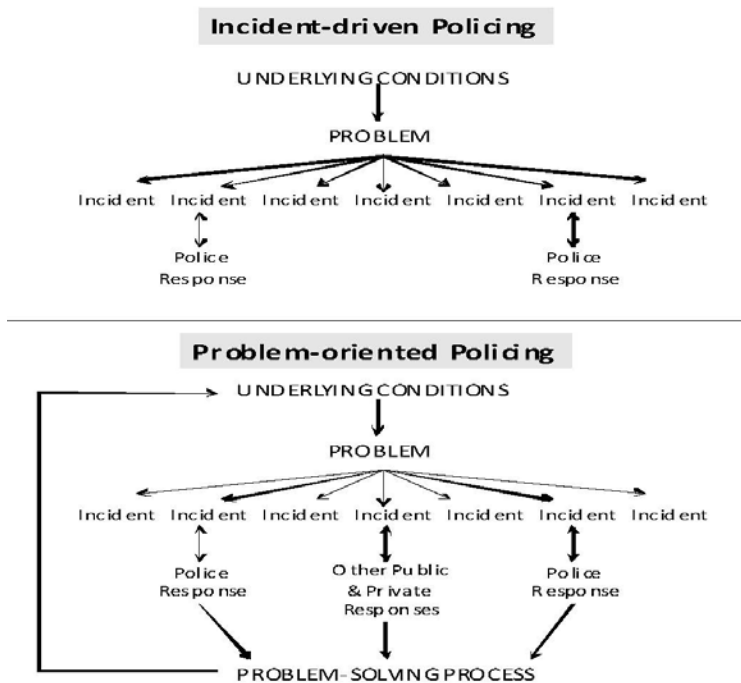 Incident-driven Policing
UNDERLYING CONDITIONS
PROBLEM
Incident Incident Incident Incident Incident Incident Incident
Police Police
Response Response
Problem-oriented Policing
UNDERLYING CONDITIONS
PROBLEM
Incident Incident Incident Incident Incident Incident Incident
Police Other Public Police
Response & Private Response
Responses
PROBLEM-SOLVING PROCESS